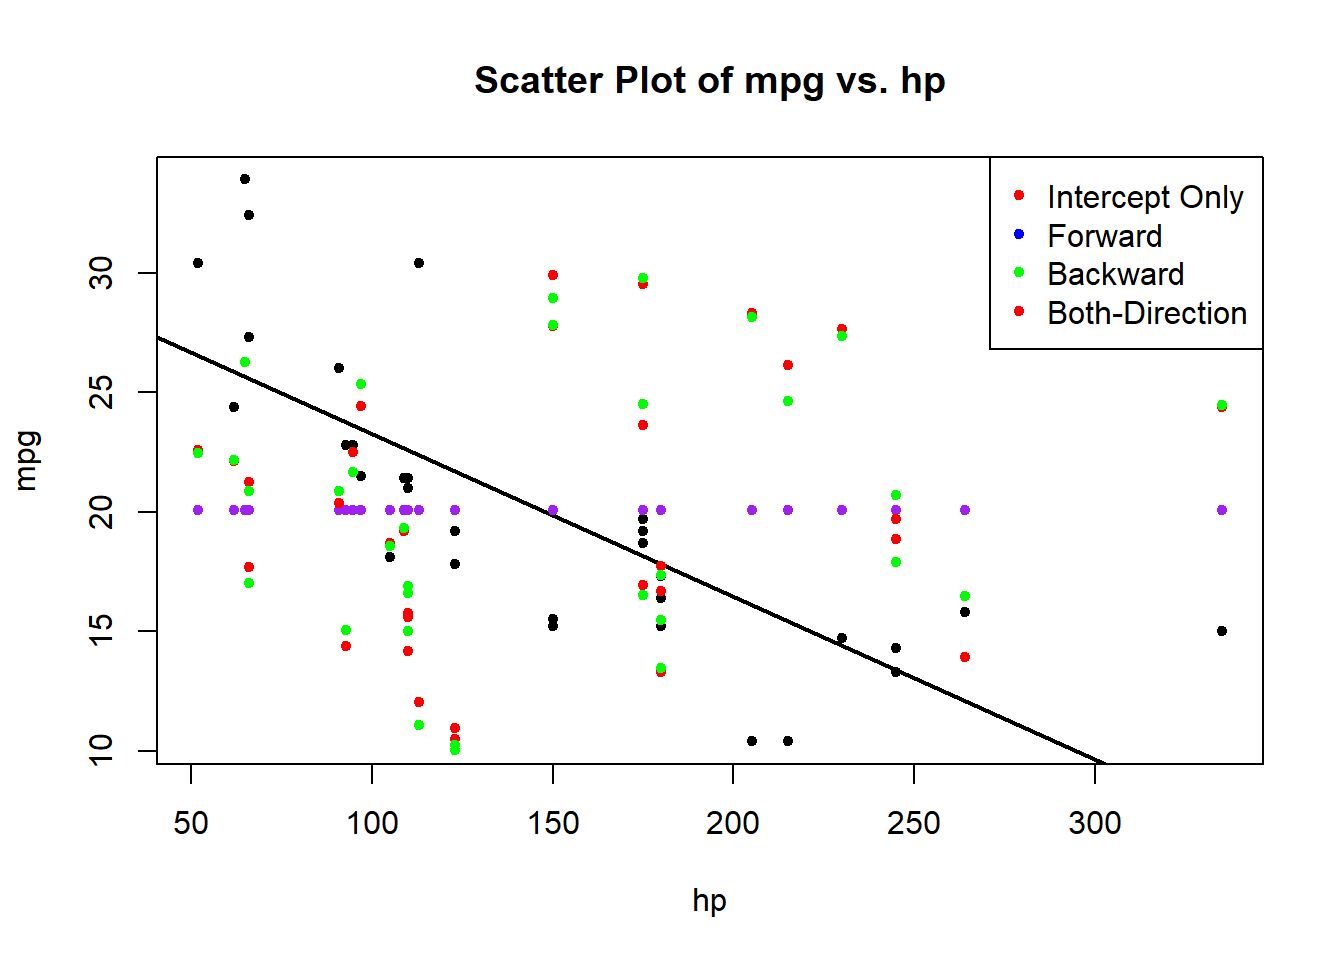 Scatter Plot of mpg vs. hp
Intercept Only
Forward
Backward
Both-Direction
30
25
20
15
10
mpg
50 100 150 200 250 300
hp